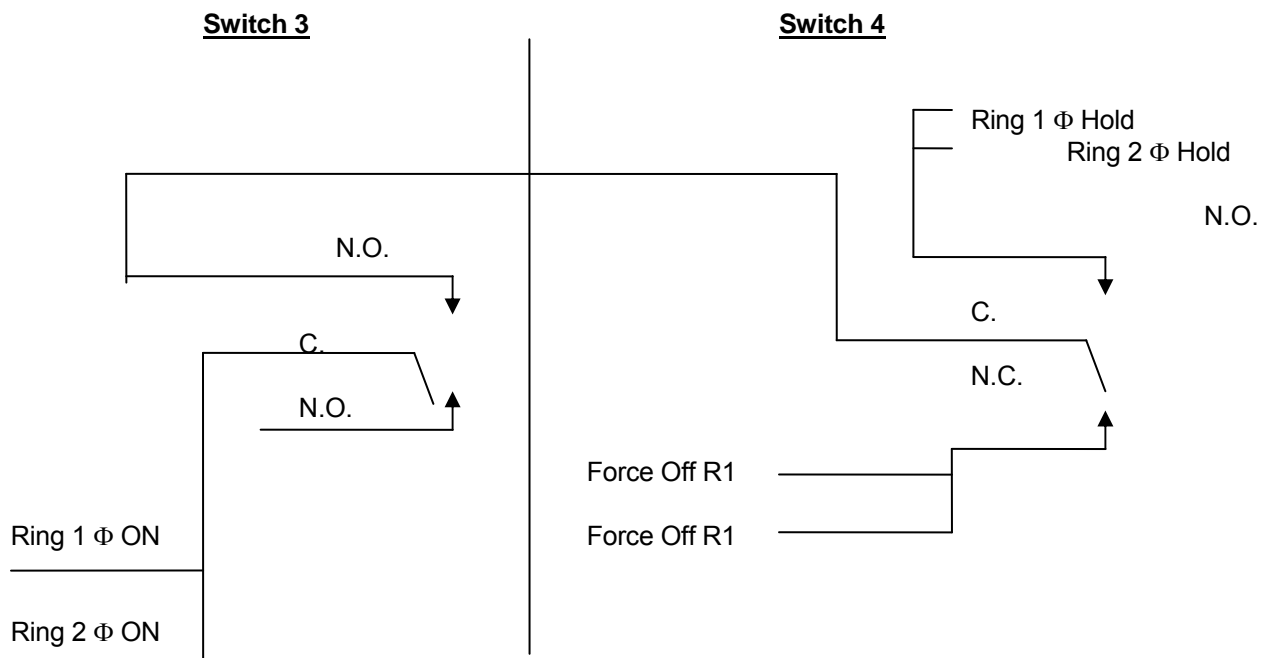 Switch 3
Switch 4
Ring 1 Φ Hold
Ring 2 Φ Hold
N.O.
N.O.
C.
C.
N.C.
N.O.
Force Off R1
Ring 1 Φ ON
Force Off R1
Ring 2 Φ ON